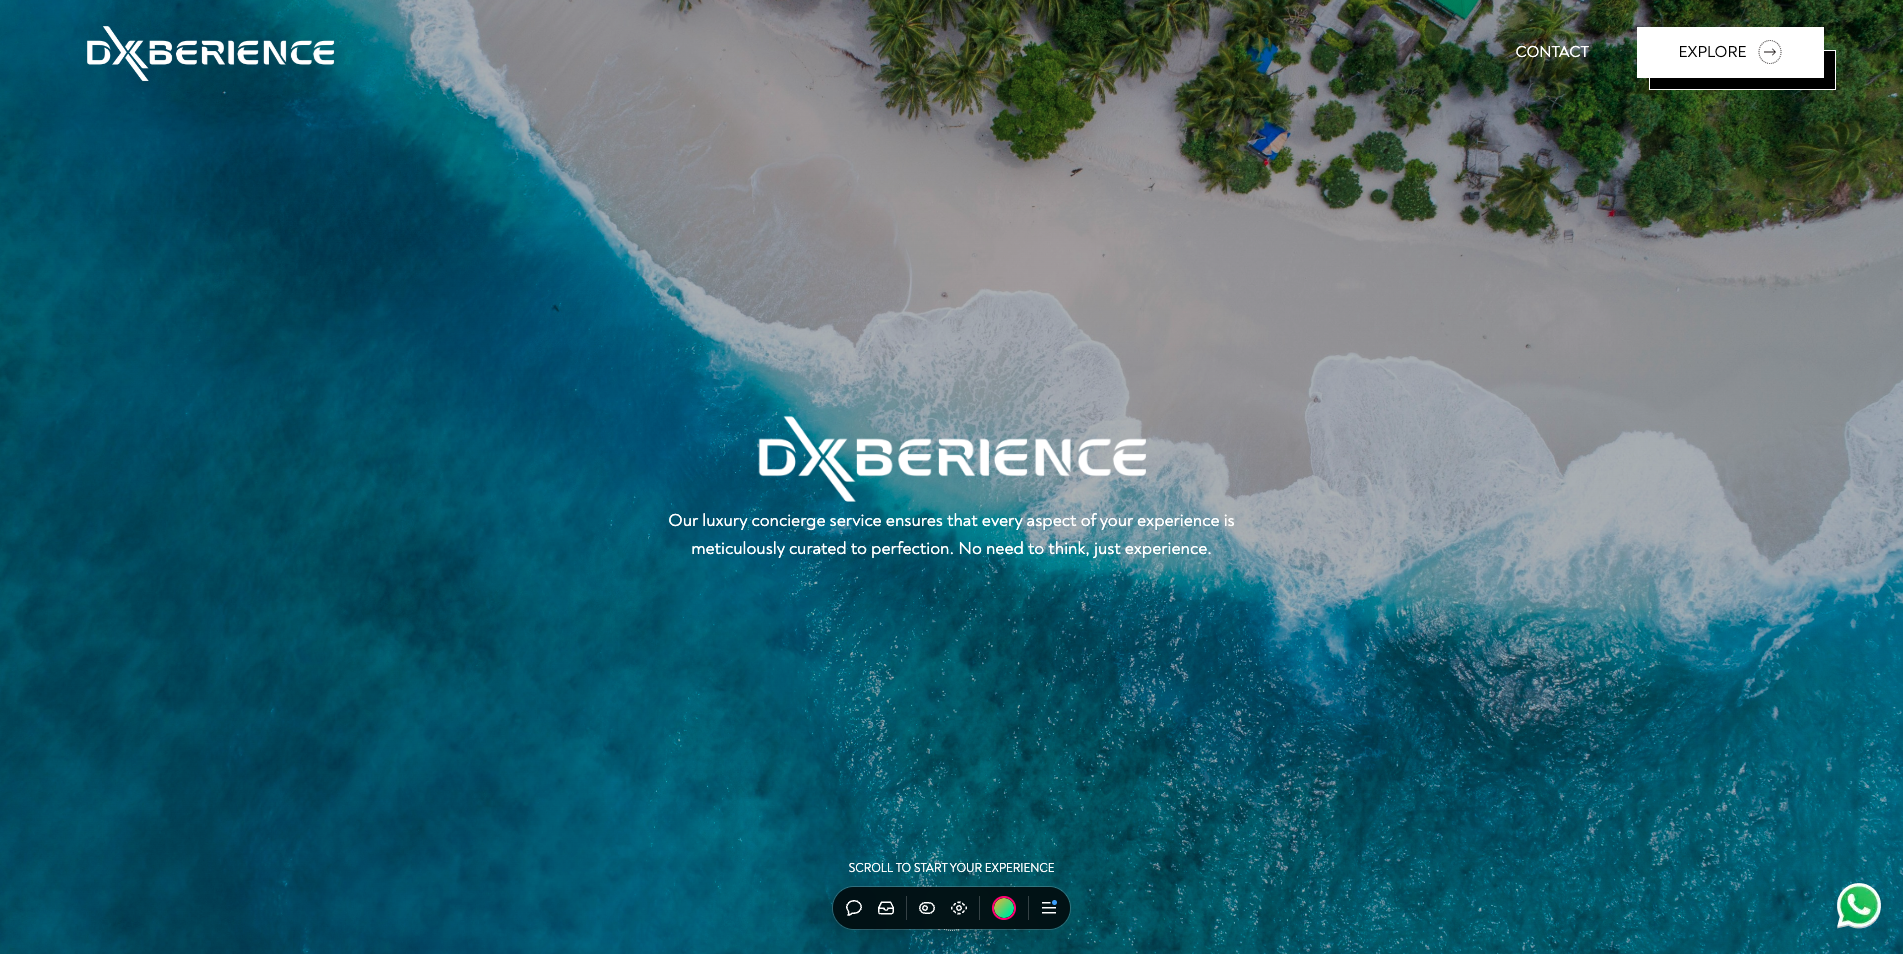 DXBERIENCE
CONTACT
EXPLORE
DXBERIENCE
Our luxury concierge service ensures that every aspect of your experience is
meticulously curated to perfection. No need to think, just experience.
SCROLL TO START YOUR EXPERIENCE